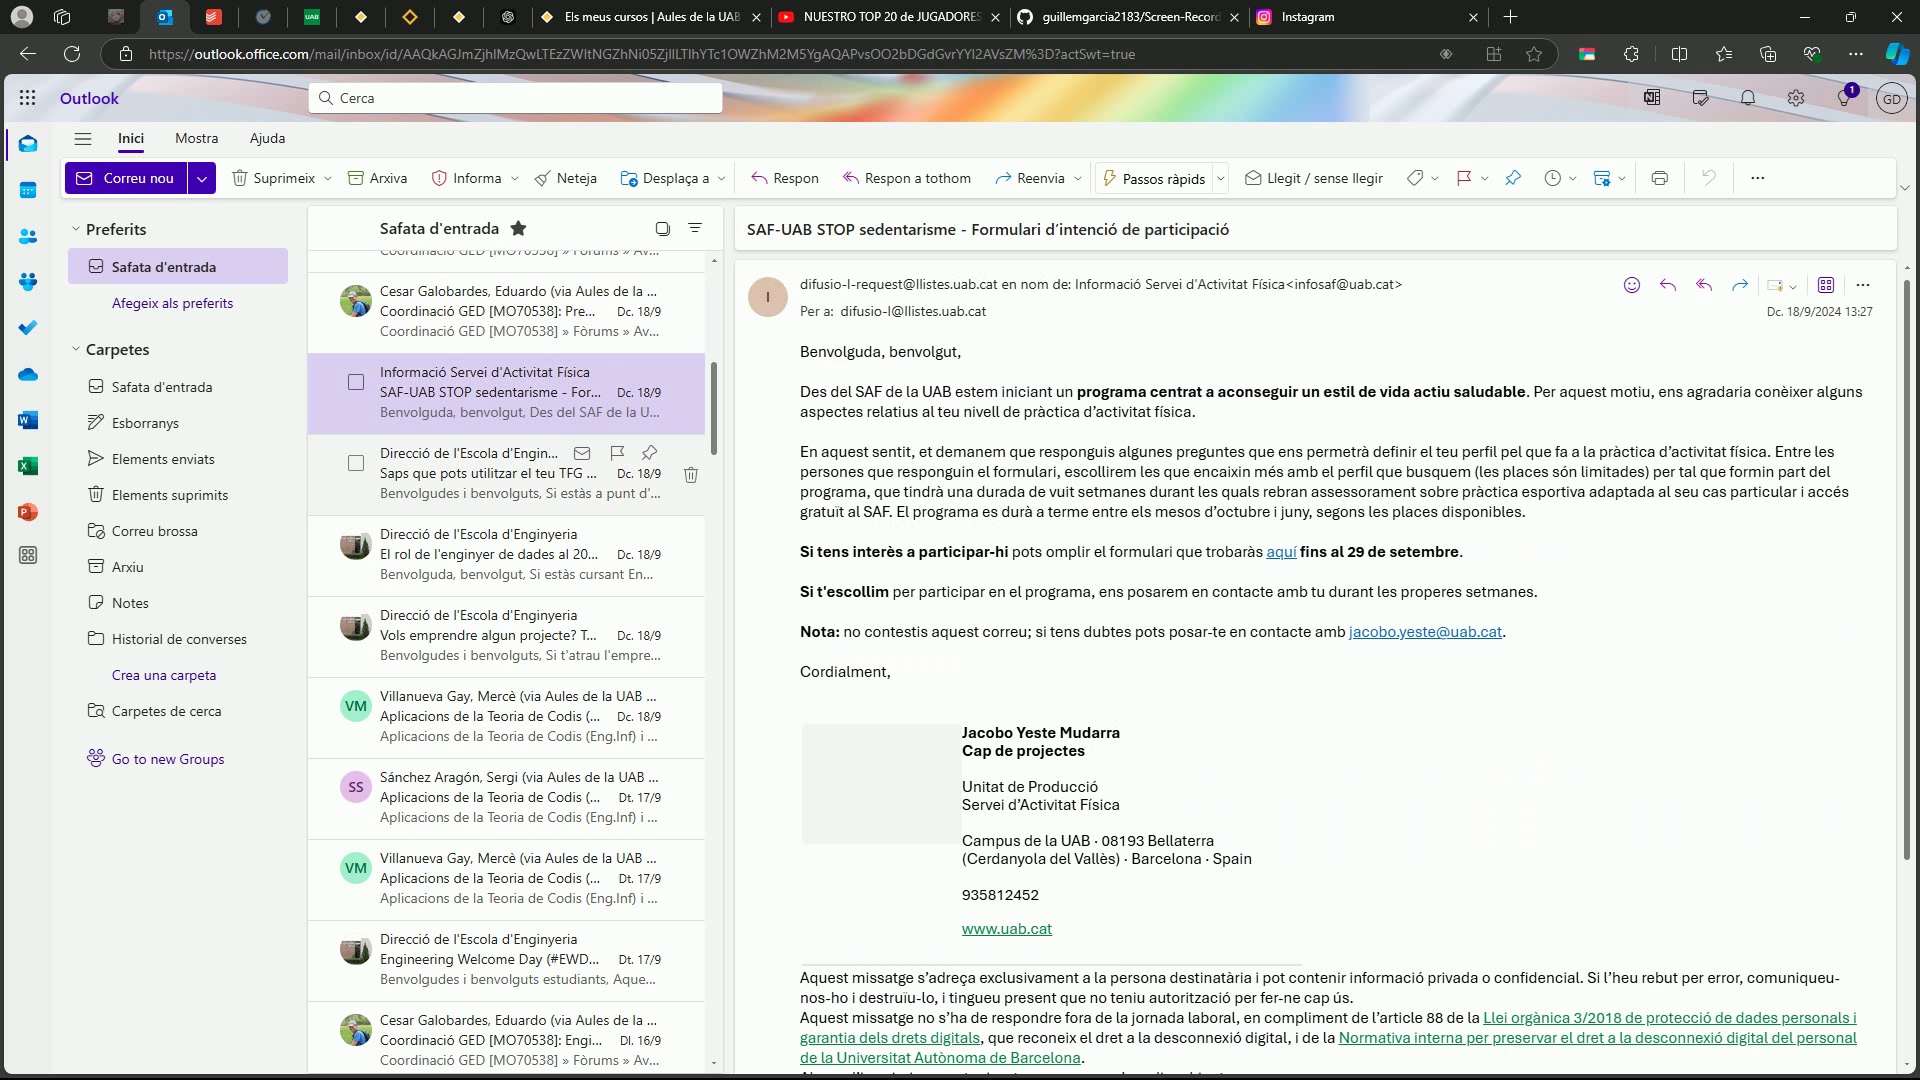 Els meus cursos | Aules de la UAB
NUESTRO TOP 20 de JUGADORES
guillemgarcia2183/Screen-Record
Instagram
https://outlook.office.com/mail/inbox/id/AAQkAGJmZjhlMzQwLTEzZWItNGZhNi05ZjllLTlhYTc1OWZhM2M5YgAQAPvsOO2bDGdGvrYYl2AVsZM%3D?actSwt=true
Outlook
Cerca
1
GD
Inici
Mostra
Ajuda
Correu nou
Suprimeix
Arxiva
Informa
Neteja
Desplaça a
Respon
Respon a tothom
Reenvia
Passos ràpids
Llegit / sense llegir
Preferits
Safata d'entrada
Afegeix als preferits
Carpetes
Safata d'entrada
Esborranys
Elements enviats
Elements suprimits
Correu brossa
Arxiu
Notes
Historial de converses
Crea una carpeta
Carpetes de cerca
Go to new Groups
Safata d'entrada
Coordinació GED [MO70538] » Fòrums » Av...
Cesar Galobardes, Eduardo (via Aules de la ...
Coordinació GED [MO70538]: Pre... Dc. 18/9
Coordinació GED [MO70538] » Fòrums » Av...
Informació Servei d'Activitat Física
SAF-UAB STOP sedentarisme - For... Dc. 18/9
Benvolguda, benvolgut, Des del SAF de la U...
Direcció de l'Escola d'Engin...
Saps que pots utilitzar el teu TFG ... Dc. 18/9
Benvolgudes i benvolguts, Si estàs a punt d'...
Direcció de l'Escola d'Enginyeria
El rol de l'enginyer de dades al 20... Dc. 18/9
Benvolguda, benvolgut, Si estàs cursant En...
Direcció de l'Escola d'Enginyeria
Vols emprendre algun projecte? T... Dc. 18/9
Benvolgudes i benvolguts, Si t'atrau l'empre...
VM
Villanueva Gay, Mercè (via Aules de la UAB ...
Aplicacions de la Teoria de Codis (... Dc. 18/9
Aplicacions de la Teoria de Codis (Eng.Inf) i ...
SS
Sánchez Aragón, Sergi (via Aules de la UAB ...
Aplicacions de la Teoria de Codis (... Dt. 17/9
Aplicacions de la Teoria de Codis (Eng.Inf) i ...
VM
Villanueva Gay, Mercè (via Aules de la UAB ...
Aplicacions de la Teoria de Codis (... Dt. 17/9
Aplicacions de la Teoria de Codis (Eng.Inf) i ...
Direcció de l'Escola d'Enginyeria
Engineering Welcome Day (#EWD... Dt. 17/9
Benvolgudes i benvolguts estudiants, Aque...
Cesar Galobardes, Eduardo (via Aules de la ...
Coordinació GED [MO70538]: Engi... Dl. 16/9
Coordinació GED [MO70538] » Fòrums » Av...
SAF-UAB STOP sedentarisme - Formulari d'intenció de participació
I
difusio-l-request@llistes.uab.cat en nom de: Informació Servei d'Activitat Física<infosaf@uab.cat>
Per a: difusio-l@llistes.uab.cat
Dc. 18/9/2024 13:27
Benvolguda, benvolgut,
Des del SAF de la UAB estem iniciant un programa centrat a aconseguir un estil de vida actiu saludable. Per aquest motiu, ens agradaria conèixer alguns
aspectes relatius al teu nivell de pràctica d'activitat física.
En aquest sentit, et demanem que responguis algunes preguntes que ens permetrà definir el teu perfil pel que fa a la pràctica d'activitat física. Entre les
persones que responguin el formulari, escollirem les que encaixin més amb el perfil que busquem (les places són limitades) per tal que formin part del
programa, que tindrà una durada de vuit setmanes durant les quals rebran assessorament sobre pràctica esportiva adaptada al seu cas particular i accés
gratuït al SAF. El programa es durà a terme entre els mesos d'octubre i juny, segons les places disponibles.
Si tens interès a participar-hi pots omplir el formulari que trobaràs aquí fins al 29 de setembre.
Si t'escollim per participar en el programa, ens posarem en contacte amb tu durant les properes setmanes.
Nota: no contestis aquest correu; si tens dubtes pots posar-te en contacte amb jacobo.yeste@uab.cat.
Cordialment,
Jacobo Yeste Mudarra
Cap de projectes
Unitat de Producció
Servei d'Activitat Física
Campus de la UAB · 08193 Bellaterra
(Cerdanyola del Vallès) · Barcelona · Spain
935812452
www.uab.cat
Aquest missatge s'adreça exclusivament a la persona destinatària i pot contenir informació privada o confidencial. Si l'heu rebut per error, comuniqueu-
nos-ho i destruïu-lo, i tingueu present que no teniu autorització per fer-ne cap ús.
Aquest missatge no s'ha de respondre fora de la jornada laboral, en compliment de l'article 88 de la Llei orgànica 3/2018 de protecció de dades personals i
garantia dels drets digitals, que reconeix el dret a la desconnexió digital, i de la Normativa interna per preservar el dret a la desconnexió digital del personal
de la Universitat Autònoma de Barcelona.